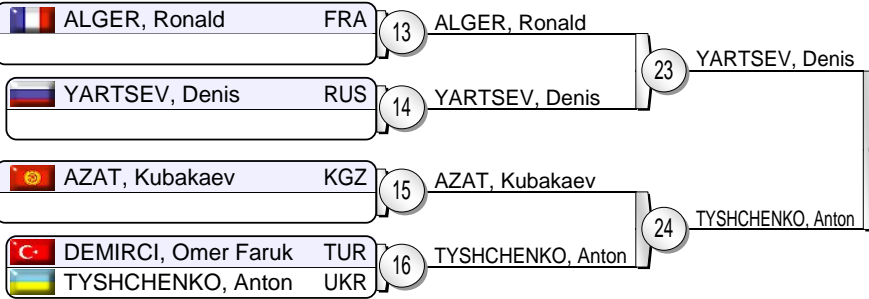 ALGER, Ronald FRA
13
ALGER, Ronald
23
YARTSEV, Denis
YARTSEV, Denis RUS
14
YARTSEV, Denis
AZAT, Kubakaev KGZ
15
AZAT, Kubakaev
24
TYSHCHENKO, Anton
DEMIRCI, Omer Faruk TUR
16
TYSHCHENKO, Anton
TYSHCHENKO, Anton UKR